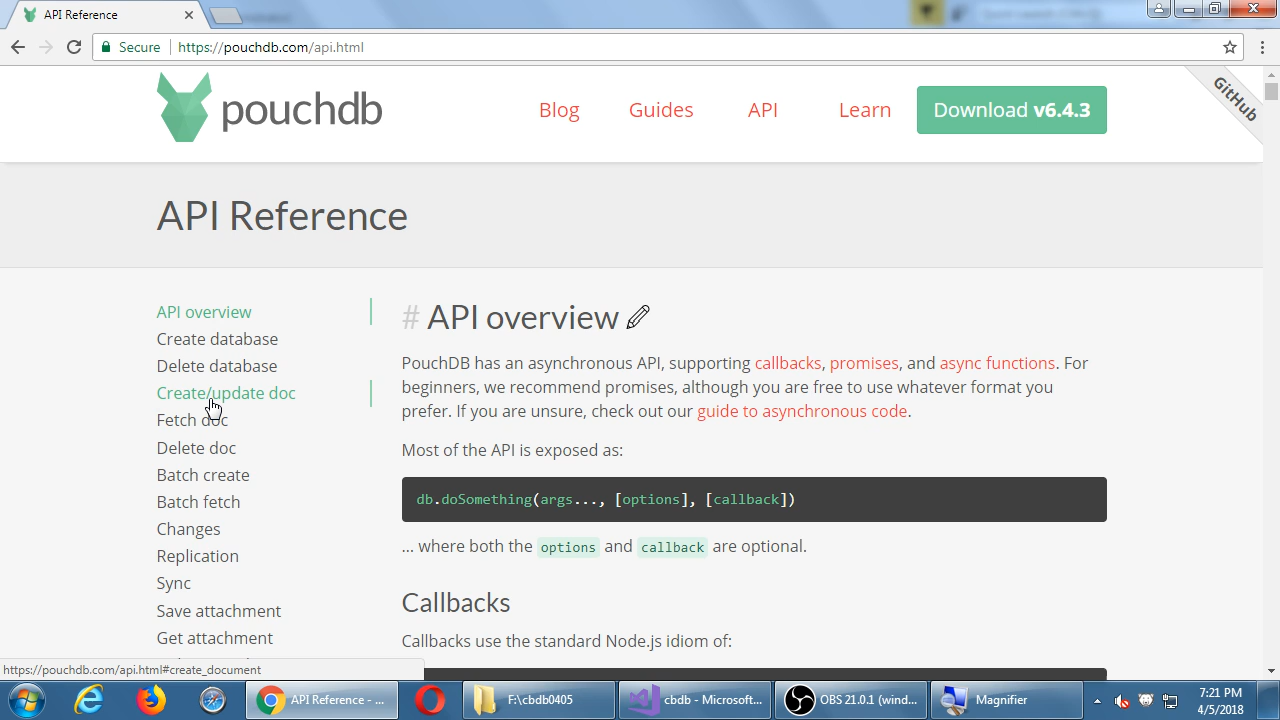 API Reference
Secure
https://pouchdb.com/api.html
pouchdb
Blog
Guides
API
Learn
Download v6.4.3
GitHub
API Reference
API overview
Create database
Delete database
Create/update doc
Fetch doc
Delete doc
Batch create
Batch fetch
Changes
Replication
Sync
Save attachment
Get attachment
# API overview
PouchDB has an asynchronous API, supporting callbacks, promises, and async functions. For
beginners, we recommend promises, although you are free to use whatever format you
prefer. If you are unsure, check out our guide to asynchronous code.
Most of the API is exposed as:
db.doSomething(args..., [options], [callback])
... where both the options and callback are optional.
Callbacks
Callbacks use the standard Node.js idiom of:
https://pouchdb.com/api.html#create_document
API Reference - ...
F:\cbdb0405
cbdb - Microsoft...
OBS 21.0.1 (wind...
Magnifier
7:21 PM
4/5/2018